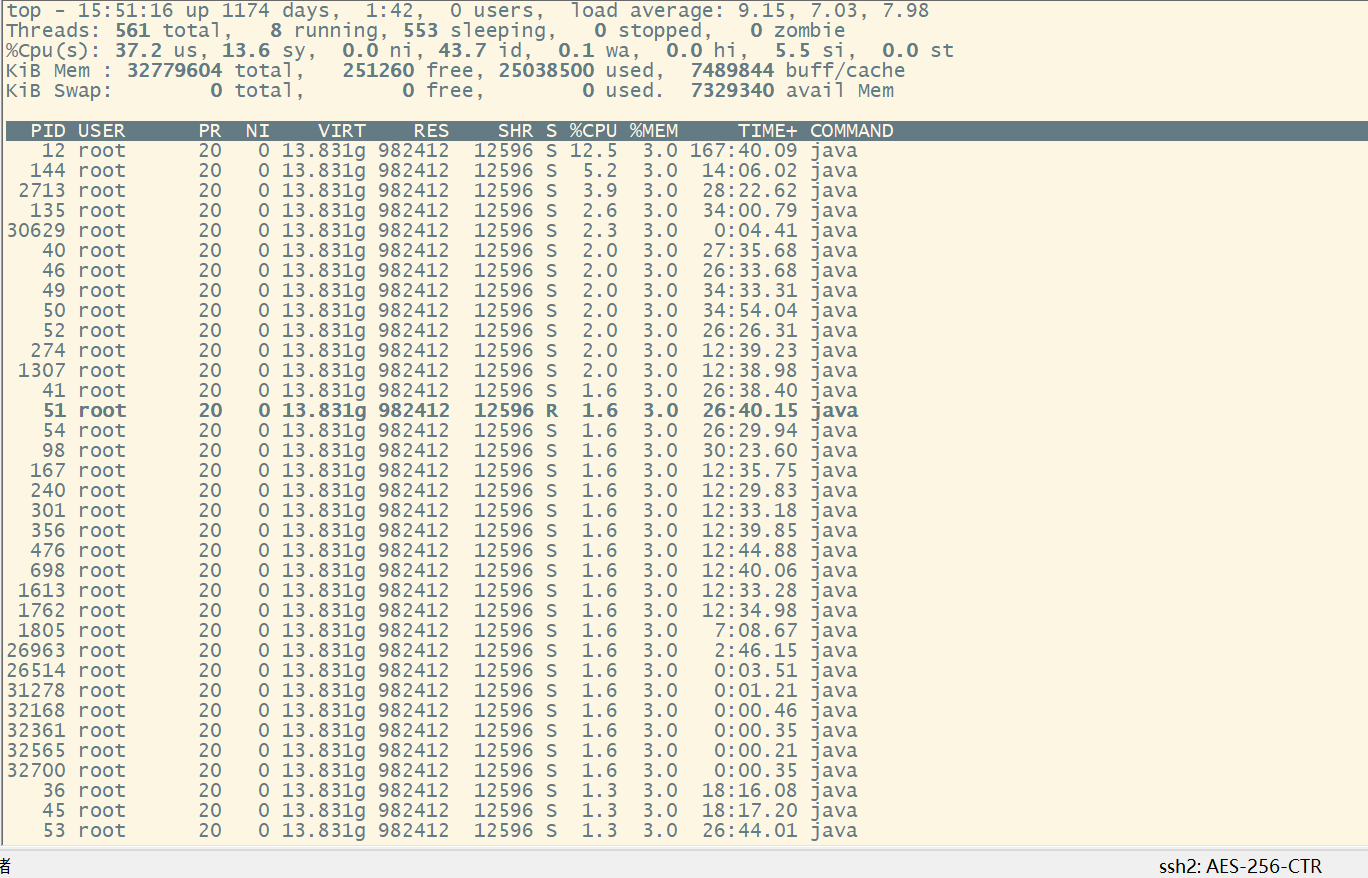 top - 15:51:16 up 1174 days,  1:42,  0 users,  load average: 9.15, 7.03, 7.98
Threads: 561 total,   8 running, 553 sleeping,   0 stopped,   0 zombie
%Cpu(s): 37.2 us, 13.6 sy,  0.0 ni, 43.7 id,  0.1 wa,  0.0 hi,  5.5 si,  0.0 st
KiB Mem : 32779604 total,   251260 free, 25038500 used,  7489844 buff/cache
KiB Swap:        0 total,        0 free,        0 used.  7329340 avail Mem
PID USER      PR  NI    VIRT    RES    SHR S %CPU %MEM     TIME+ COMMAND
12 root      20   0 13.831g 982412  12596 S 12.5  3.0 167:40.09 java
144 root      20   0 13.831g 982412  12596 S  5.2  3.0  14:06.02 java
2713 root      20   0 13.831g 982412  12596 S  3.9  3.0  28:22.62 java
135 root      20   0 13.831g 982412  12596 S  2.6  3.0  34:00.79 java
30629 root      20   0 13.831g 982412  12596 S  2.3  3.0   0:04.41 java
40 root      20   0 13.831g 982412  12596 S  2.0  3.0  27:35.68 java
46 root      20   0 13.831g 982412  12596 S  2.0  3.0  26:33.68 java
49 root      20   0 13.831g 982412  12596 S  2.0  3.0  34:33.31 java
50 root      20   0 13.831g 982412  12596 S  2.0  3.0  34:54.04 java
52 root      20   0 13.831g 982412  12596 S  2.0  3.0  26:26.31 java
274 root      20   0 13.831g 982412  12596 S  2.0  3.0  12:39.23 java
1307 root      20   0 13.831g 982412  12596 S  2.0  3.0  12:38.98 java
41 root      20   0 13.831g 982412  12596 S  1.6  3.0  26:38.40 java
51 root      20   0 13.831g 982412  12596 R  1.6  3.0  26:40.15 java
54 root      20   0 13.831g 982412  12596 S  1.6  3.0  26:29.94 java
98 root      20   0 13.831g 982412  12596 S  1.6  3.0  30:23.60 java
167 root      20   0 13.831g 982412  12596 S  1.6  3.0  12:35.75 java
240 root      20   0 13.831g 982412  12596 S  1.6  3.0  12:29.83 java
301 root      20   0 13.831g 982412  12596 S  1.6  3.0  12:33.18 java
356 root      20   0 13.831g 982412  12596 S  1.6  3.0  12:39.85 java
476 root      20   0 13.831g 982412  12596 S  1.6  3.0  12:44.88 java
698 root      20   0 13.831g 982412  12596 S  1.6  3.0  12:40.06 java
1613 root      20   0 13.831g 982412  12596 S  1.6  3.0  12:33.28 java
1762 root      20   0 13.831g 982412  12596 S  1.6  3.0  12:34.98 java
1805 root      20   0 13.831g 982412  12596 S  1.6  3.0   7:08.67 java
26963 root      20   0 13.831g 982412  12596 S  1.6  3.0   2:46.15 java
26514 root      20   0 13.831g 982412  12596 S  1.6  3.0   0:03.51 java
31278 root      20   0 13.831g 982412  12596 S  1.6  3.0   0:01.21 java
32168 root      20   0 13.831g 982412  12596 S  1.6  3.0   0:00.46 java
32361 root      20   0 13.831g 982412  12596 S  1.6  3.0   0:00.35 java
32565 root      20   0 13.831g 982412  12596 S  1.6  3.0   0:00.21 java
32700 root      20   0 13.831g 982412  12596 S  1.6  3.0   0:00.35 java
36 root      20   0 13.831g 982412  12596 S  1.3  3.0  18:16.08 java
45 root      20   0 13.831g 982412  12596 S  1.3  3.0  18:17.20 java
53 root      20   0 13.831g 982412  12596 S  1.3  3.0  26:44.01 java
ssh2: AES-256-CTR